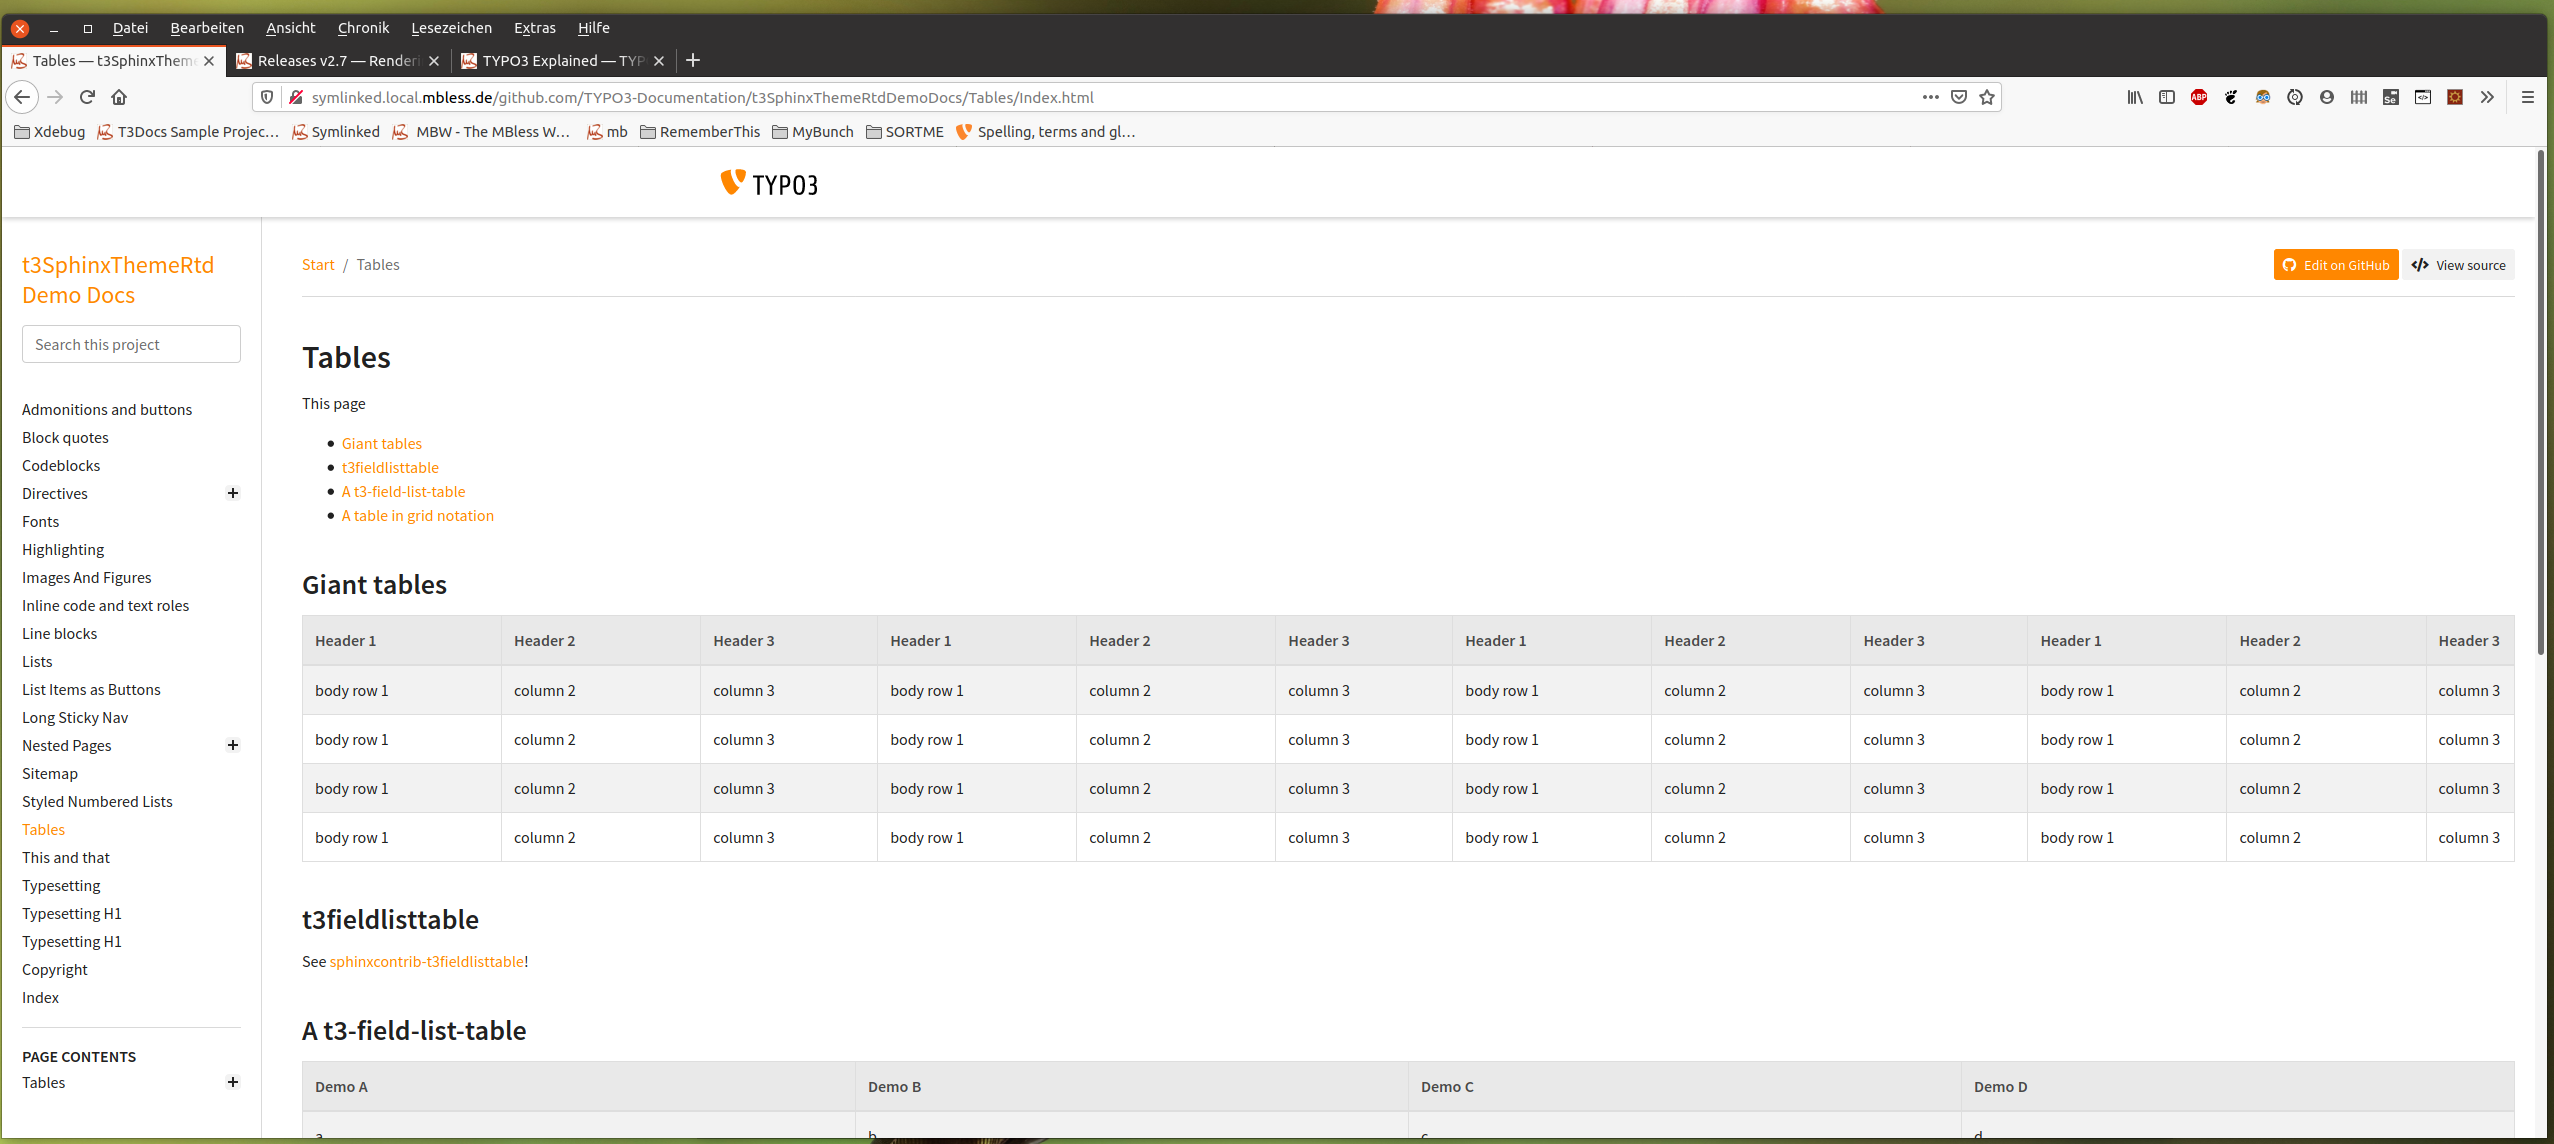 Datei Bearbeiten Ansicht Chronik Lesezeichen Extras Hilfe
Tables — t3SphinxThem Releases v2.7 — Renderi TYPO3 Explained — TYP
symlinked.local.mbless.de/github.com/TYPO3-Documentation/t3SphinxThemeRtdDemoDocs/Tables/Index.html
ABP Se
Xdebug T3Docs Sample Projec… Symlinked MBW - The MBless W… mb RememberThis MyBunch SORTME Spelling, terms and gl…
TYPO3
t3SphinxThemeRtd
Demo Docs
Search this project
Admonitions and buttons
Block quotes
Codeblocks
Directives
Fonts
Highlighting
Images And Figures
Inline code and text roles
Line blocks
Lists
List Items as Buttons
Long Sticky Nav
Nested Pages
Sitemap
Styled Numbered Lists
Tables
This and that
Typesetting
Typesetting H1
Typesetting H1
Copyright
Index
PAGE CONTENTS
Tables
Start / Tables
Edit on GitHub View source
Tables
This page
Giant tables
t3fieldlisttable
A t3-field-list-table
A table in grid notation
Giant tables
Header 1 Header 2 Header 3 Header 1 Header 2 Header 3 Header 1 Header 2 Header 3 Header 1 Header 2 Header 3
body row 1 column 2 column 3 body row 1 column 2 column 3 body row 1 column 2 column 3 body row 1 column 2 column 3
body row 1 column 2 column 3 body row 1 column 2 column 3 body row 1 column 2 column 3 body row 1 column 2 column 3
body row 1 column 2 column 3 body row 1 column 2 column 3 body row 1 column 2 column 3 body row 1 column 2 column 3
body row 1 column 2 column 3 body row 1 column 2 column 3 body row 1 column 2 column 3 body row 1 column 2 column 3
t3fieldlisttable
See sphinxcontrib-t3fieldlisttable!
A t3-field-list-table
Demo A Demo B Demo C Demo D
a b c d